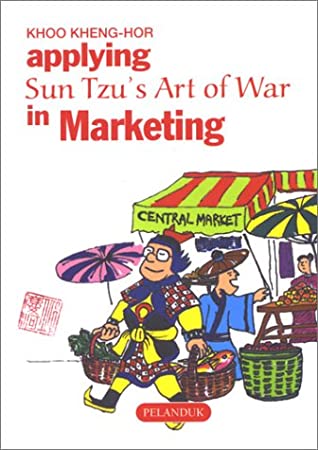 KHOO KHENG-HOR
applying
Sun Tzu's Art of War
in Marketing
CENTRAL MARKET
PELANDUK